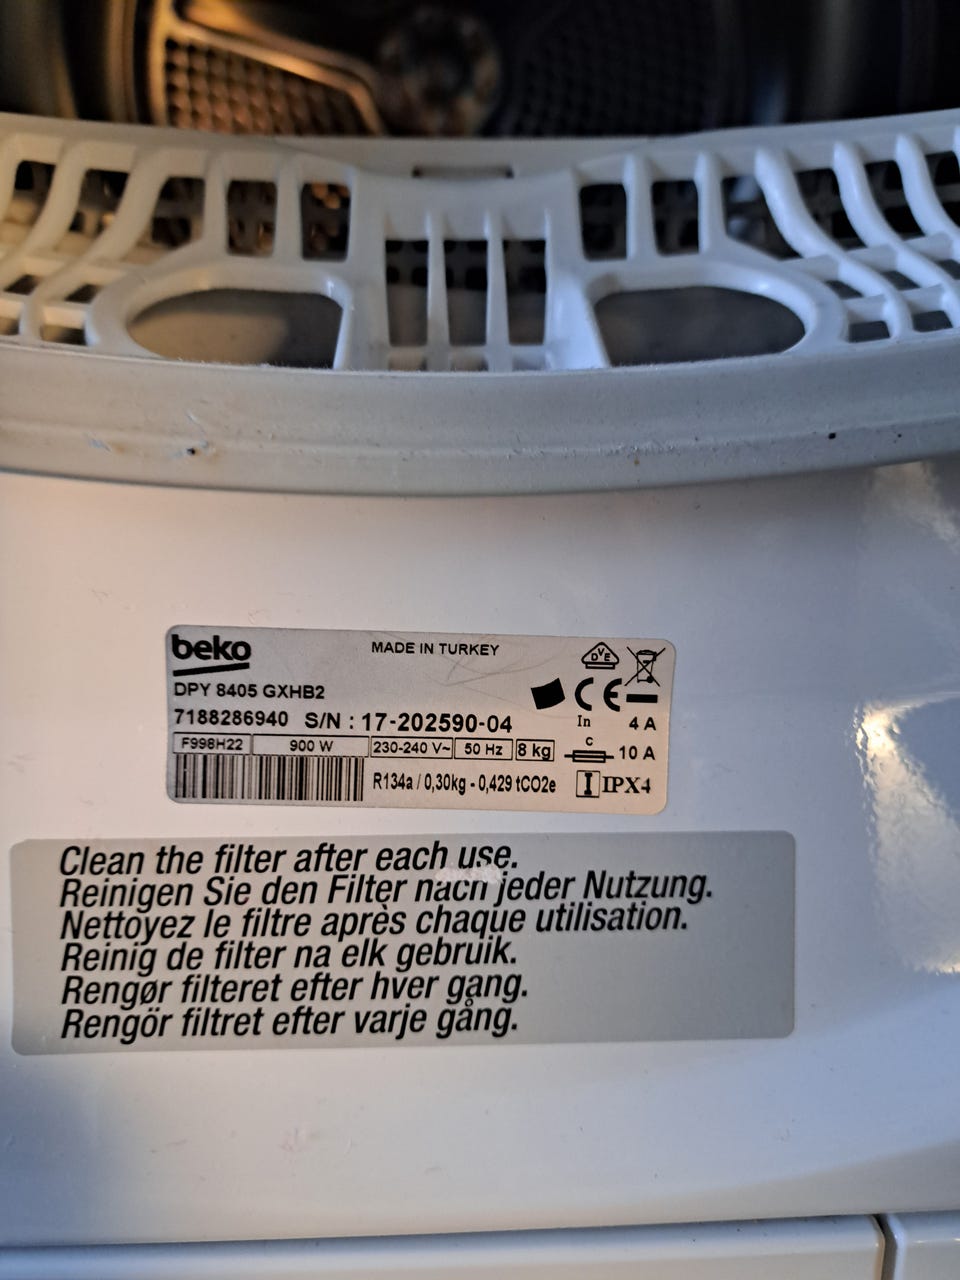 beko
MADE IN TURKEY
DVE
DPY 8405 GXHB2
CE
7188286940 S/N : 17-202590-04
In 4 A
F998H22 900 W 230-240 V~ 50 Hz 8 kg
C 10 A
R134a / 0,30kg - 0,429 tCO2e
IPX4
Clean the filter after each use.
Reinigen Sie den Filter nach jeder Nutzung.
Nettoyez le filtre après chaque utilisation.
Reinig de filter na elk gebruik.
Rengør filteret efter hver gang.
Rengör filtret efter varje gång.